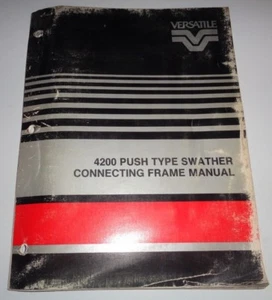 VERSATILE
4200 PUSH TYPE SWATHER
CONNECTING FRAME MANUAL